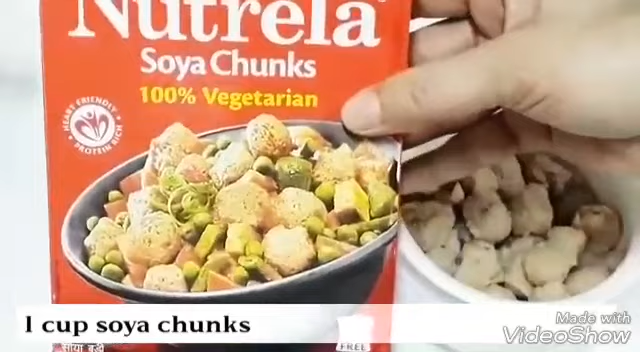 Nutrela
Soya Chunks
100% Vegetarian
HEART FRIENDLY
PROTEIN RICH
1 cup soya chunks
FREE
Made with
VideoShow